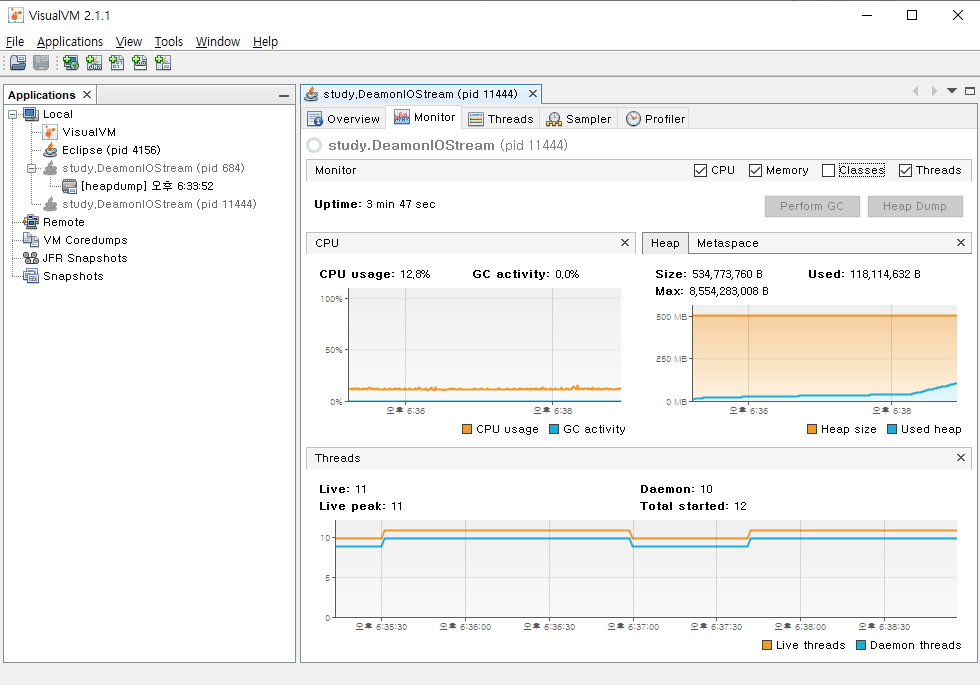 VisualVM 2.1.1
File Applications View Tools Window Help
Applications
Local
VisualVM
Eclipse (pid 4156)
study,DeamonIOStream (pid 684)
[heapdump] 오후 6:33:52
study,DeamonIOStream (pid 11444)
Remote
VM Coredumps
JFR Snapshots
Snapshots
study,DeamonIOStream (pid 11444)
Overview Monitor Threads Sampler Profiler
study.DeamonIOStream (pid 11444)
Monitor CPU Memory Classes Threads
Uptime: 3 min 47 sec Perform GC Heap Dump
CPU
CPU usage: 12,8% GC activity: 0,0%
100%
50%
0%
오후 6:36 오후 6:38
CPU usage GC activity
Heap Metaspace
Size: 534,773,760 B Used: 118,114,632 B
Max: 8,554,283,008 B
500 MB
250 MB
0 MB
오후 6:36 오후 6:38
Heap size Used heap
Threads
Live: 11 Daemon: 10
Live peak: 11 Total started: 12
10
5
0
오후 6:35:30 오후 6:36:00 오후 6:36:30 오후 6:37:00 오후 6:37:30 오후 6:38:00 오후 6:38:30
Live threads Daemon threads